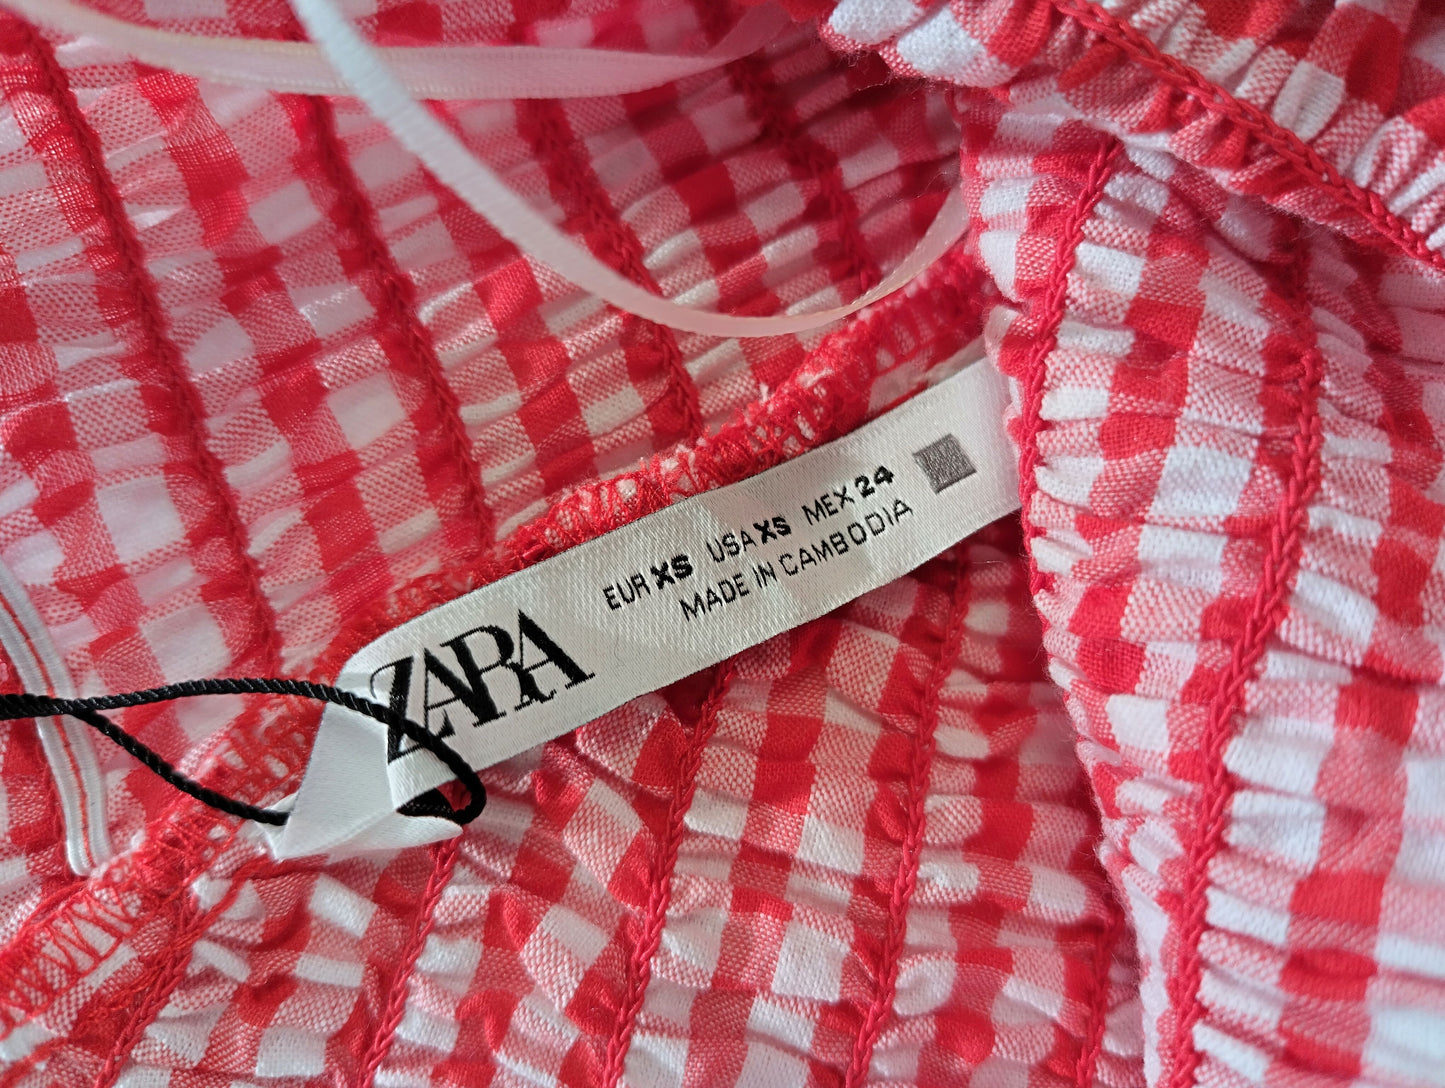 ZARA
EUR XS USA XS MEX 24
MADE IN CAMBODIA